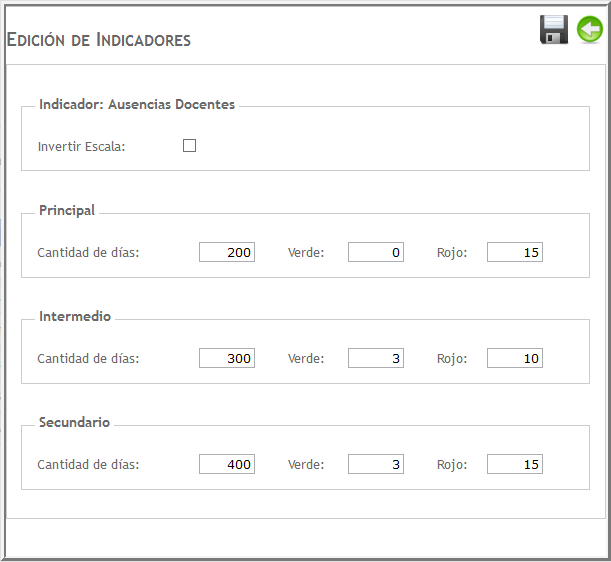 Edición de Indicadores
Indicador: Ausencias Docentes
Invertir Escala:
Principal
Cantidad de días: 200 Verde: 0 Rojo: 15
Intermedio
Cantidad de días: 300 Verde: 3 Rojo: 10
Secundario
Cantidad de días: 400 Verde: 3 Rojo: 15